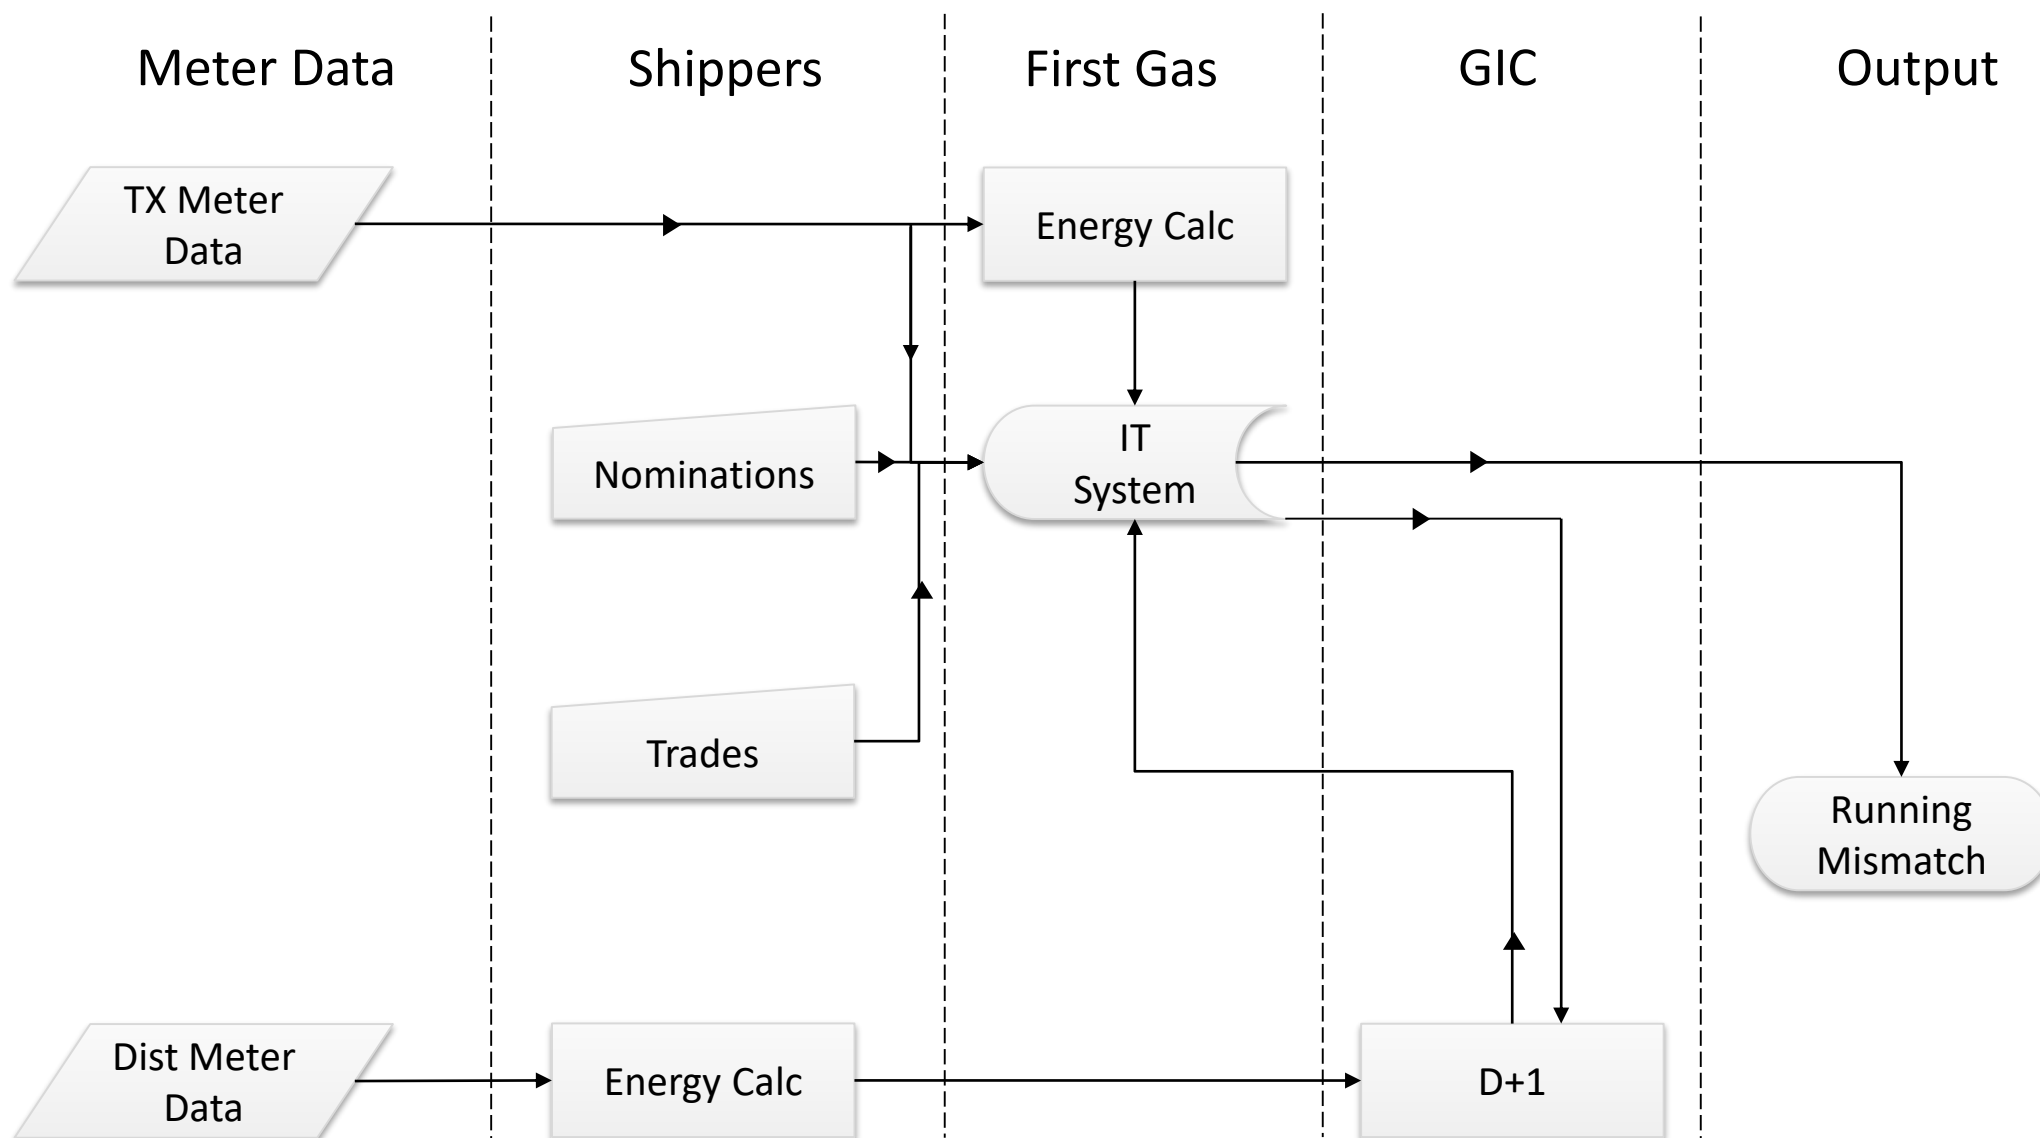 Meter Data
Shippers
First Gas
GIC
Output
TX Meter
Data
Energy Calc
Nominations
IT
System
Trades
Running
Mismatch
Dist Meter
Data
Energy Calc
D+1